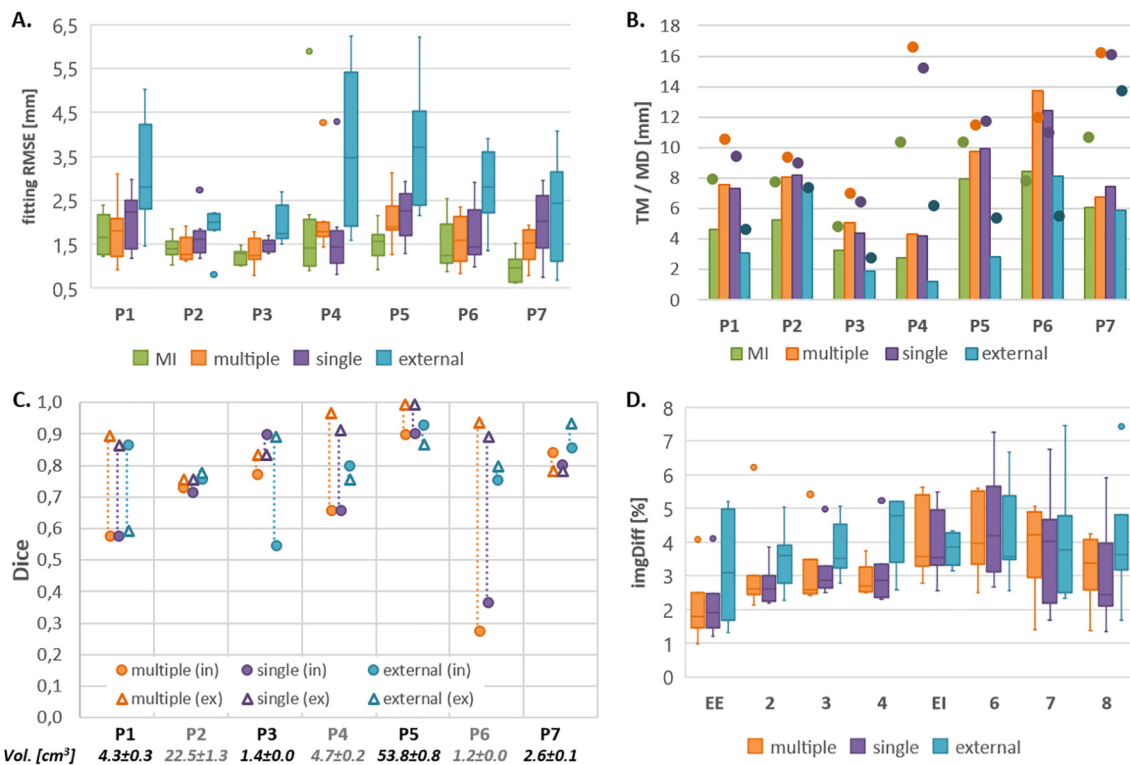 A.
fitting RMSE [mm]
6,5
5,5
4,5
3,5
2,5
1,5
0,5
P1 P2 P3 P4 P5 P6 P7
MI multiple single external
B.
TM / MD [mm]
18
16
14
12
10
8
6
4
2
0
P1 P2 P3 P4 P5 P6 P7
MI multiple single external
C.
Dice
1,0
0,9
0,8
0,7
0,6
0,5
0,4
0,3
0,2
0,1
0,0
multiple (in) single (in) external (in)
multiple (ex) single (ex) external (ex)
P1 P2 P3 P4 P5 P6 P7
Vol. [cm³] 4.3±0.3 22.5±1.3 1.4±0.0 4.7±0.2 53.8±0.8 1.2±0.0 2.6±0.1
D.
imgDiff [%]
8
7
6
5
4
3
2
1
0
EE 2 3 4 EI 6 7 8
multiple single external